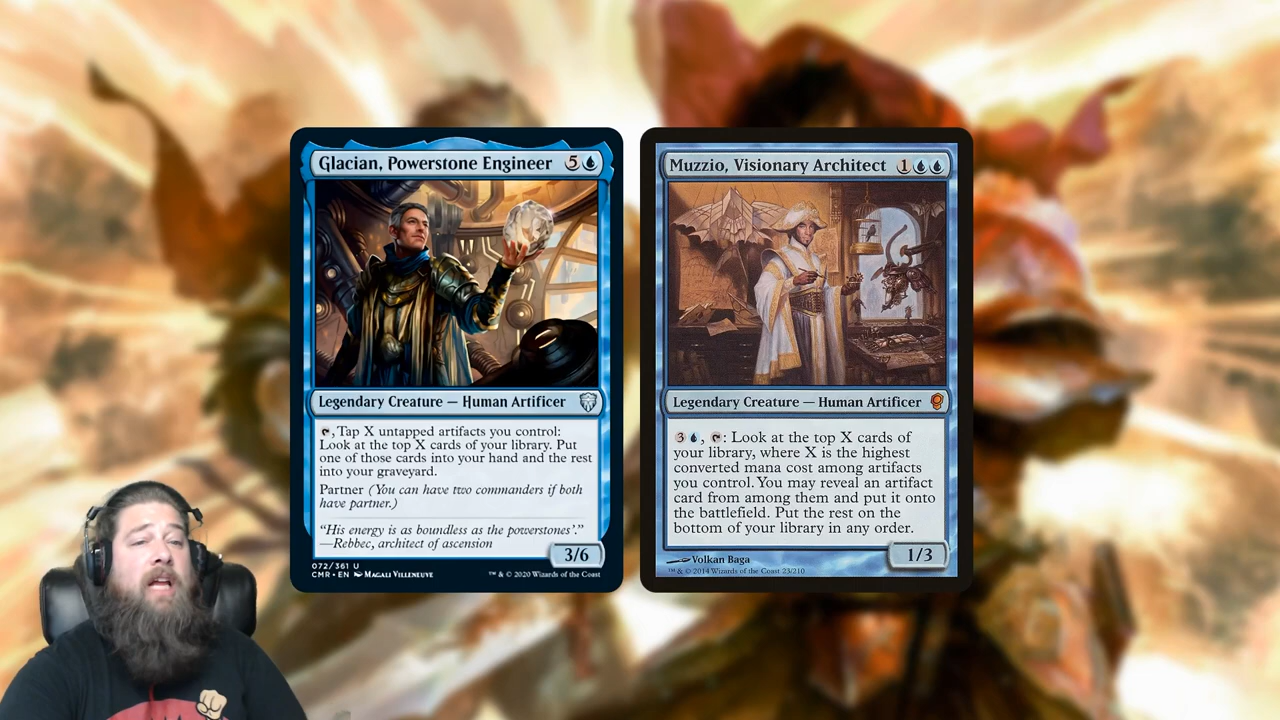 Glacian, Powerstone Engineer 5
Legendary Creature — Human Artificer
,Tap X untapped artifacts you control:
Look at the top X cards of your library. Put
one of those cards into your hand and the rest
into your graveyard.
Partner (You can have two commanders if both
have partner.)
“His energy is as boundless as the powerstones’.”
—Rebbec, architect of ascension
3/6
072/361 U
CMR • EN Magali Villeneuve
™ & © 2020 Wizards of the Coast
Muzzio, Visionary Architect 1
Legendary Creature — Human Artificer
3 , : Look at the top X cards of
your library, where X is the highest
converted mana cost among artifacts
you control. You may reveal an artifact
card from among them and put it onto
the battlefield. Put the rest on the
bottom of your library in any order.
1/3
Volkan Baga
™ & © 2014 Wizards of the Coast 23/210